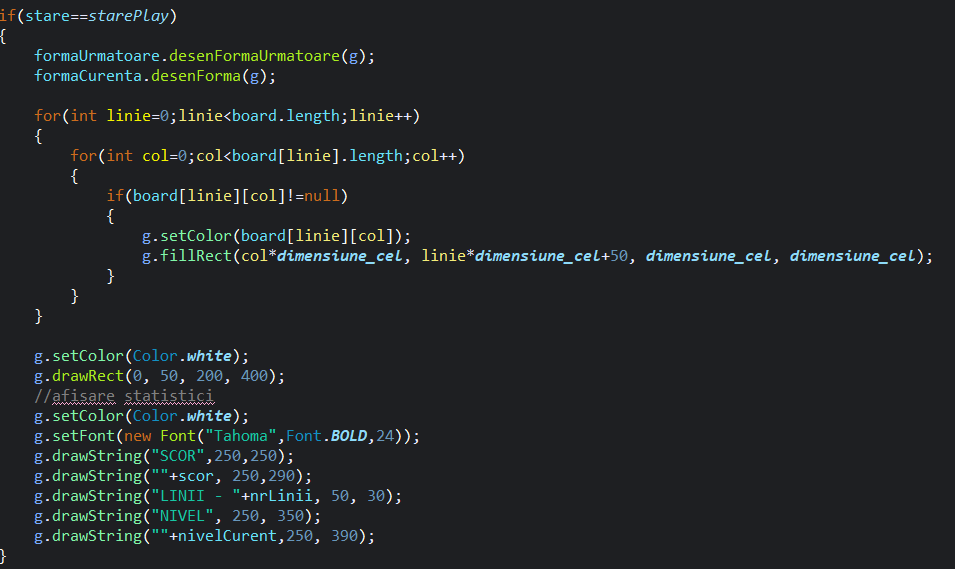 if(stare==starePlay)
{
    formaUrmatoare.desenFormaUrmatoare(g);
    formaCurenta.desenForma(g);

    for(int linie=0;linie<board.length;linie++)
    {
        for(int col=0;col<board[linie].length;col++)
        {
            if(board[linie][col]!=null)
            {
                g.setColor(board[linie][col]);
                g.fillRect(col*dimensiune_cel, linie*dimensiune_cel+50, dimensiune_cel, dimensiune_cel);
            }
        }
    }

    g.setColor(Color.white);
    g.drawRect(0, 50, 200, 400);
    //afisare statistici
    g.setColor(Color.white);
    g.setFont(new Font("Tahoma",Font.BOLD,24));
    g.drawString("SCOR",250,250);
    g.drawString(""+scor, 250,290);
    g.drawString("LINII - "+nrLinii, 50, 30);
    g.drawString("NIVEL", 250, 350);
    g.drawString(""+nivelCurent,250, 390);
}